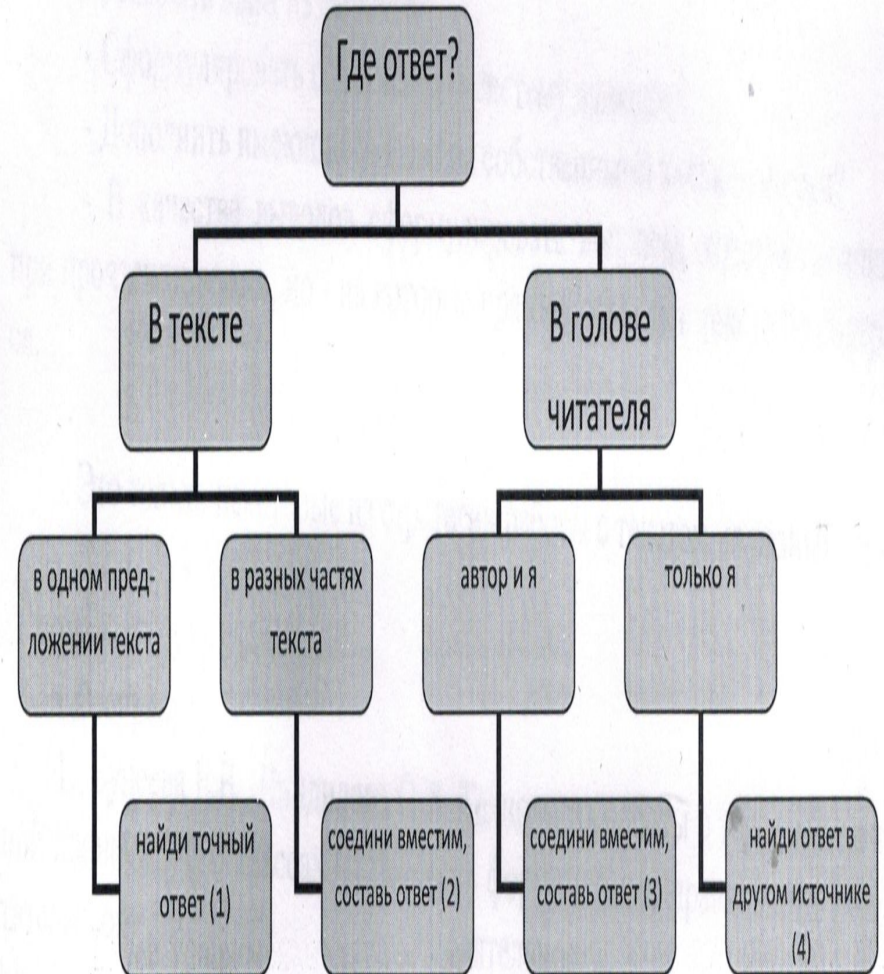 Где ответ?
В тексте
В голове
читателя
в одном пред-
ложении текста
в разных частях
текста
автор и я
только я
найди точный
ответ (1)
соедини вместим,
составь ответ (2)
соедини вместим,
составь ответ (3)
найди ответ в
другом источнике
(4)